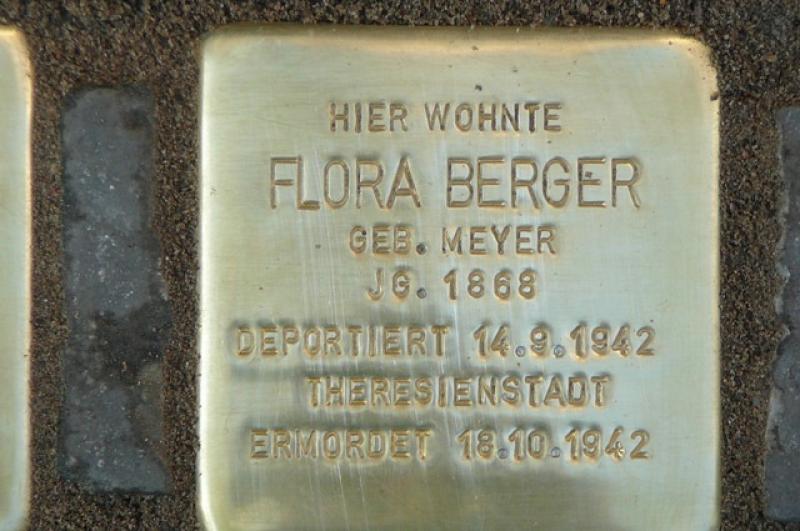 HIER WOHNTE
FLORA BERGER
GEB. MEYER
JG. 1868
DEPORTIERT 14.9.1942
THERESIENSTADT
ERMORDET 18.10.1942